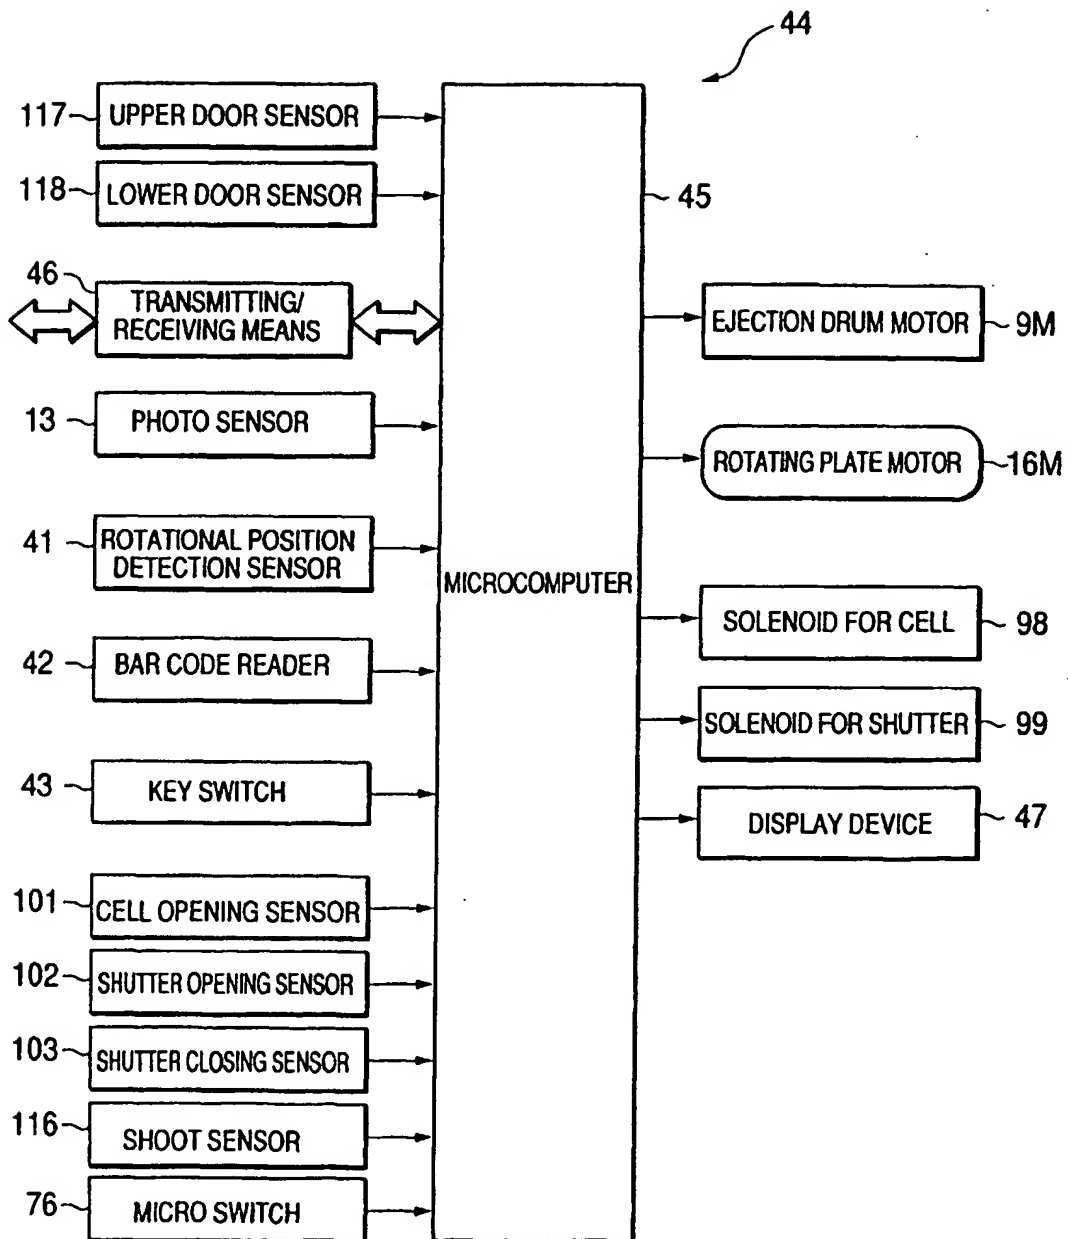 44
117 UPPER DOOR SENSOR
118 LOWER DOOR SENSOR
45
46
TRANSMITTING/
RECEIVING MEANS
EJECTION DRUM MOTOR 9M
13 PHOTO SENSOR
ROTATING PLATE MOTOR 16M
41 ROTATIONAL POSITION
DETECTION SENSOR
MICROCOMPUTER
SOLENOID FOR CELL 98
42 BAR CODE READER
SOLENOID FOR SHUTTER 99
43 KEY SWITCH
DISPLAY DEVICE 47
101 CELL OPENING SENSOR
102 SHUTTER OPENING SENSOR
103 SHUTTER CLOSING SENSOR
116 SHOOT SENSOR
76 MICRO SWITCH